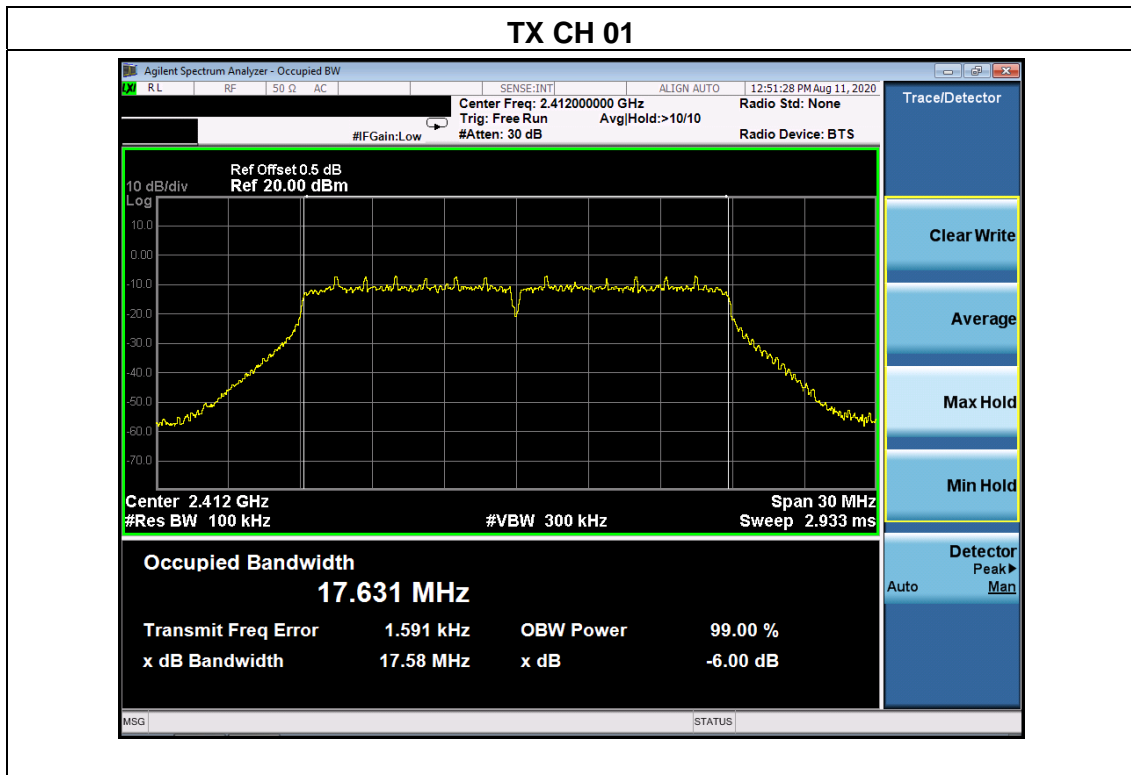 TX CH 01
Agilent Spectrum Analyzer - Occupied BW
LXI RL RF 50 Ω AC SENSE:INT ALIGN AUTO 12:51:28 PM Aug 11, 2020
Center Freq: 2.412000000 GHz Radio Std: None
Trig: Free Run Avg|Hold:>10/10
#IFGain:Low #Atten: 30 dB Radio Device: BTS
Ref Offset 0.5 dB
10 dB/div Ref 20.00 dBm
Log
10.0
0.00
-10.0
-20.0
-30.0
-40.0
-50.0
-60.0
-70.0
Center 2.412 GHz Span 30 MHz
#Res BW 100 kHz #VBW 300 kHz Sweep 2.933 ms
Occupied Bandwidth
17.631 MHz
Transmit Freq Error 1.591 kHz OBW Power 99.00 %
x dB Bandwidth 17.58 MHz x dB -6.00 dB
MSG STATUS
Trace/Detector
Clear Write
Average
Max Hold
Min Hold
Detector
Peak▶
Auto Man